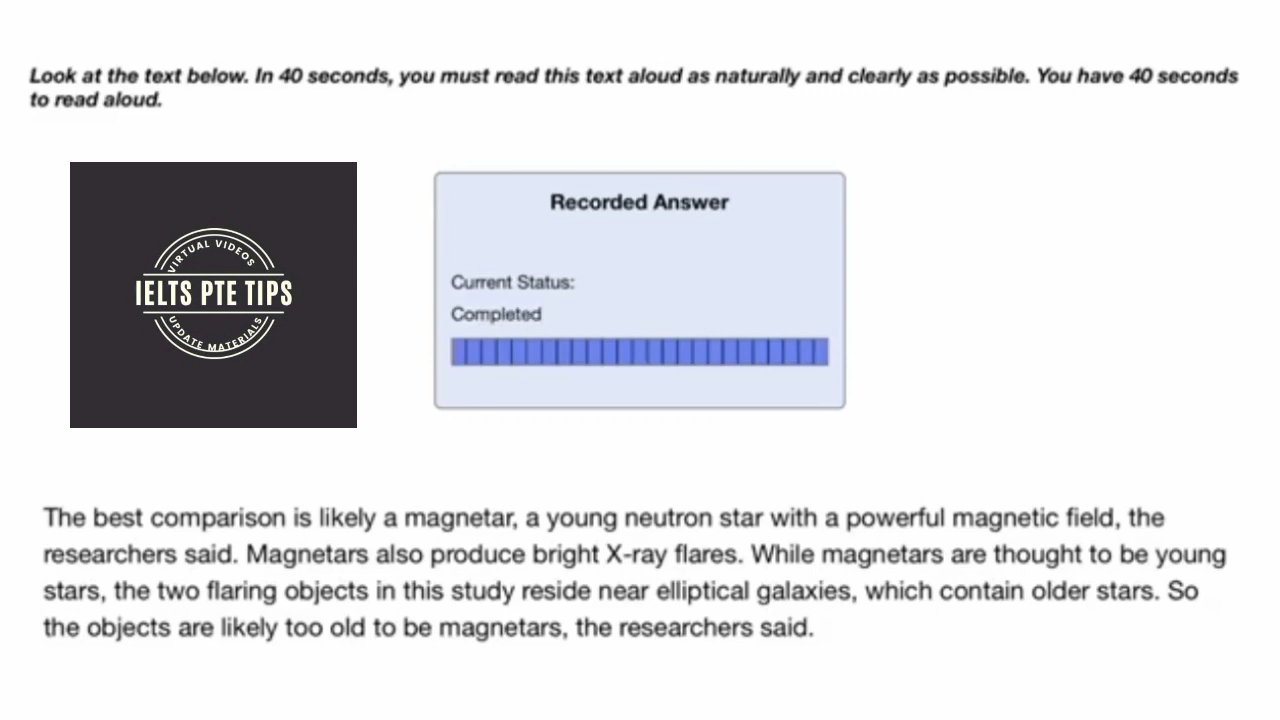 Look at the text below. In 40 seconds, you must read this text aloud as naturally and clearly as possible. You have 40 seconds
to read aloud.
VIRTUAL VIDEOS
IELTS PTE TIPS
UPDATE MATERIALS
Recorded Answer
Current Status:
Completed
The best comparison is likely a magnetar, a young neutron star with a powerful magnetic field, the
researchers said. Magnetars also produce bright X-ray flares. While magnetars are thought to be young
stars, the two flaring objects in this study reside near elliptical galaxies, which contain older stars. So
the objects are likely too old to be magnetars, the researchers said.